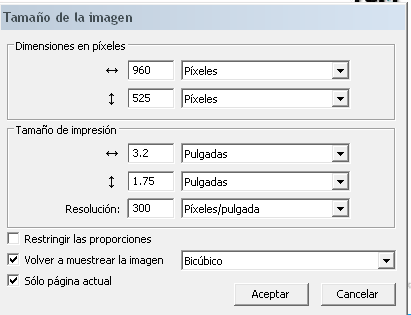 Tamaño de la imagen
Dimensiones en píxeles
960 Píxeles
525 Píxeles
Tamaño de impresión
3.2 Pulgadas
1.75 Pulgadas
Resolución: 300 Píxeles/pulgada
Restringir las proporciones
Volver a muestrear la imagen Bicúbico
Sólo página actual
Aceptar Cancelar